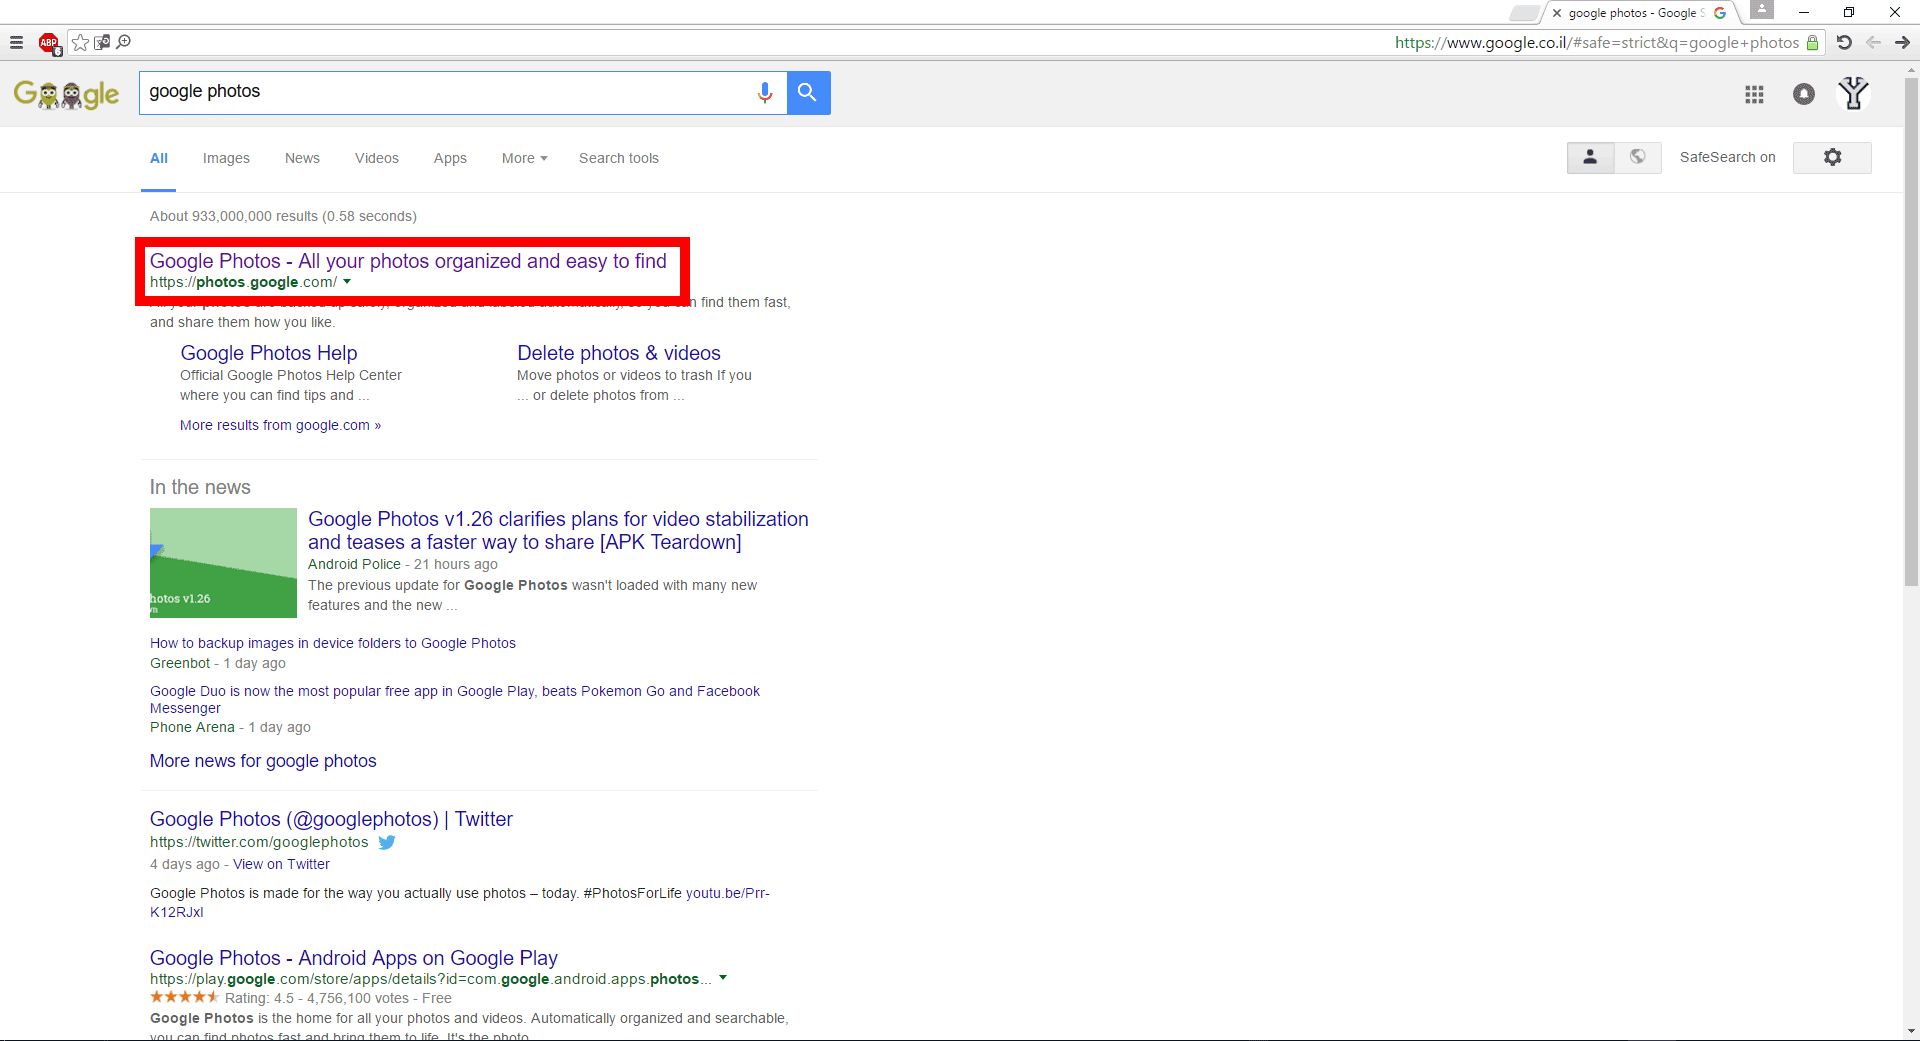 google photos - Google S
ABP
6
https://www.google.co.il/#safe=strict&q=google+photos
Google
google photos
All
Images
News
Videos
Apps
More
Search tools
SafeSearch on
About 933,000,000 results (0.58 seconds)
Google Photos - All your photos organized and easy to find
https://photos.google.com/
find them fast,
and share them how you like.
Google Photos Help
Official Google Photos Help Center
where you can find tips and ...
Delete photos & videos
Move photos or videos to trash If you
... or delete photos from ...
More results from google.com »
In the news
hotos v1.26
Google Photos v1.26 clarifies plans for video stabilization
and teases a faster way to share [APK Teardown]
Android Police - 21 hours ago
The previous update for Google Photos wasn't loaded with many new
features and the new ...
How to backup images in device folders to Google Photos
Greenbot - 1 day ago
Google Duo is now the most popular free app in Google Play, beats Pokemon Go and Facebook
Messenger
Phone Arena - 1 day ago
More news for google photos
Google Photos (@googlephotos) | Twitter
https://twitter.com/googlephotos
4 days ago - View on Twitter
Google Photos is made for the way you actually use photos – today. #PhotosForLife youtu.be/Prr-
K12RJxI
Google Photos - Android Apps on Google Play
https://play.google.com/store/apps/details?id=com.google.android.apps.photos...
Rating: 4.5 - 4,756,100 votes - Free
Google Photos is the home for all your photos and videos. Automatically organized and searchable,
you can find photos fast and bring them to life. It's the photo